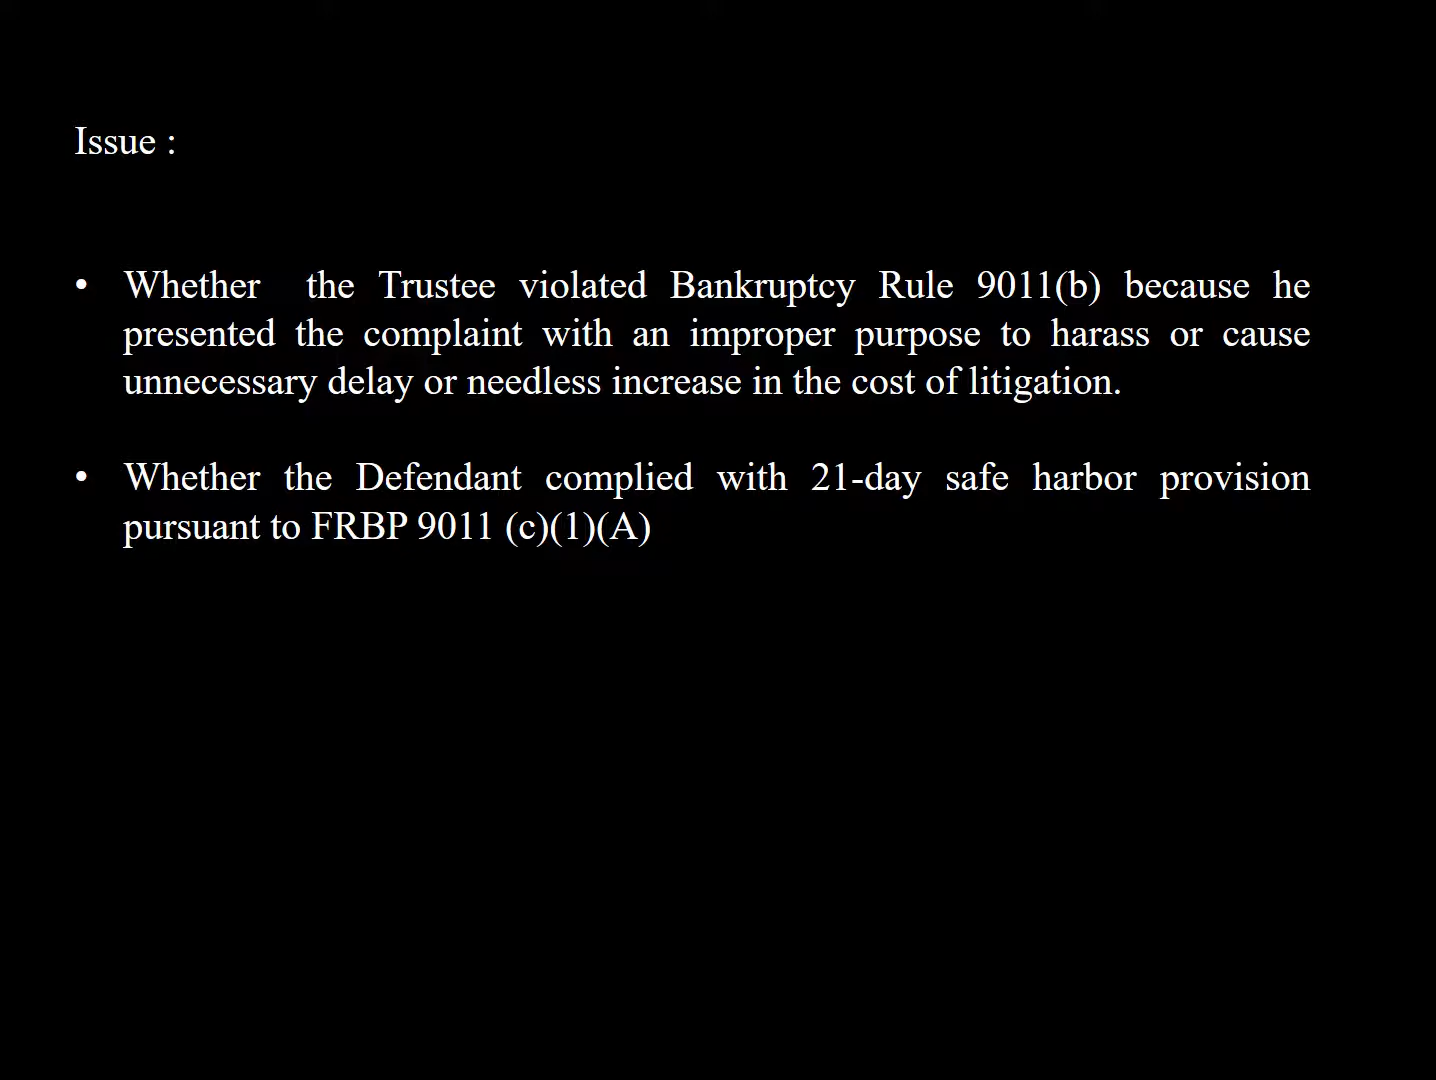 Issue :
• Whether the Trustee violated Bankruptcy Rule 9011(b) because he
presented the complaint with an improper purpose to harass or cause
unnecessary delay or needless increase in the cost of litigation.
• Whether the Defendant complied with 21-day safe harbor provision
pursuant to FRBP 9011 (c)(1)(A)